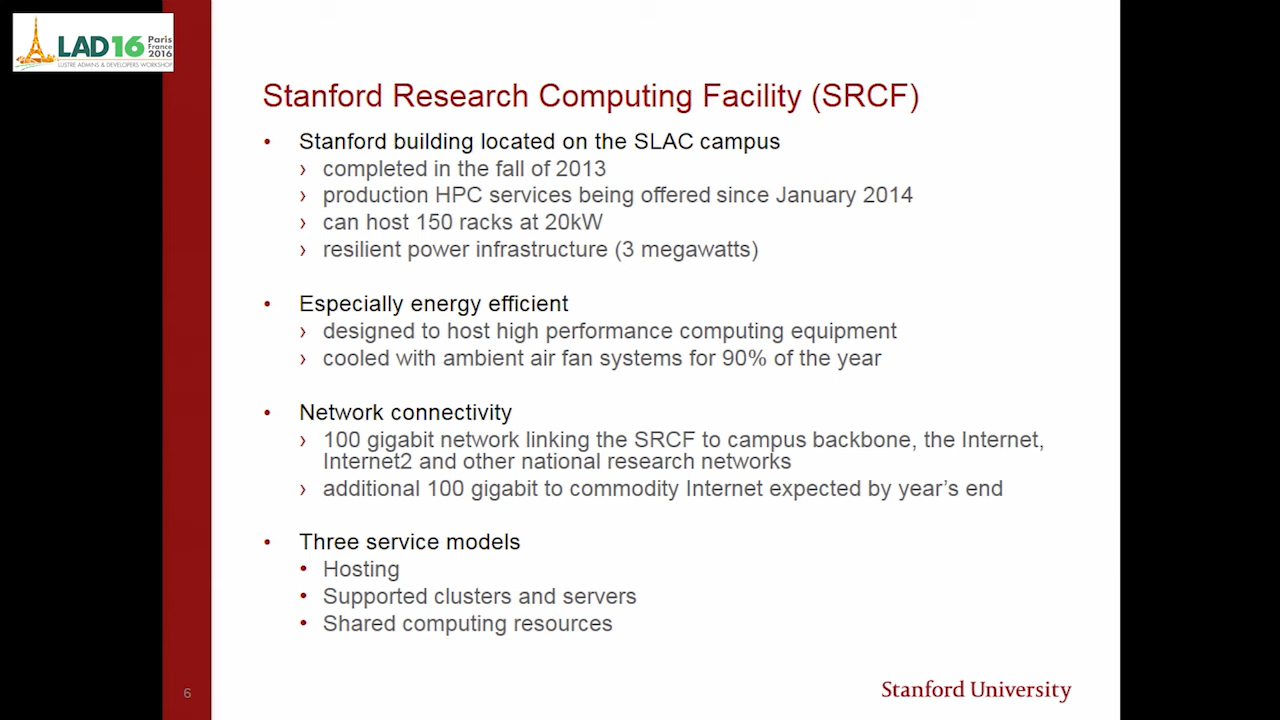 LAD16 Paris France 2016
LUSTRE ADMINS & DEVELOPERS WORKSHOP
Stanford Research Computing Facility (SRCF)
• Stanford building located on the SLAC campus
› completed in the fall of 2013
› production HPC services being offered since January 2014
› can host 150 racks at 20kW
› resilient power infrastructure (3 megawatts)
• Especially energy efficient
› designed to host high performance computing equipment
› cooled with ambient air fan systems for 90% of the year
• Network connectivity
› 100 gigabit network linking the SRCF to campus backbone, the Internet,
Internet2 and other national research networks
› additional 100 gigabit to commodity Internet expected by year’s end
• Three service models
• Hosting
• Supported clusters and servers
• Shared computing resources
6
Stanford University